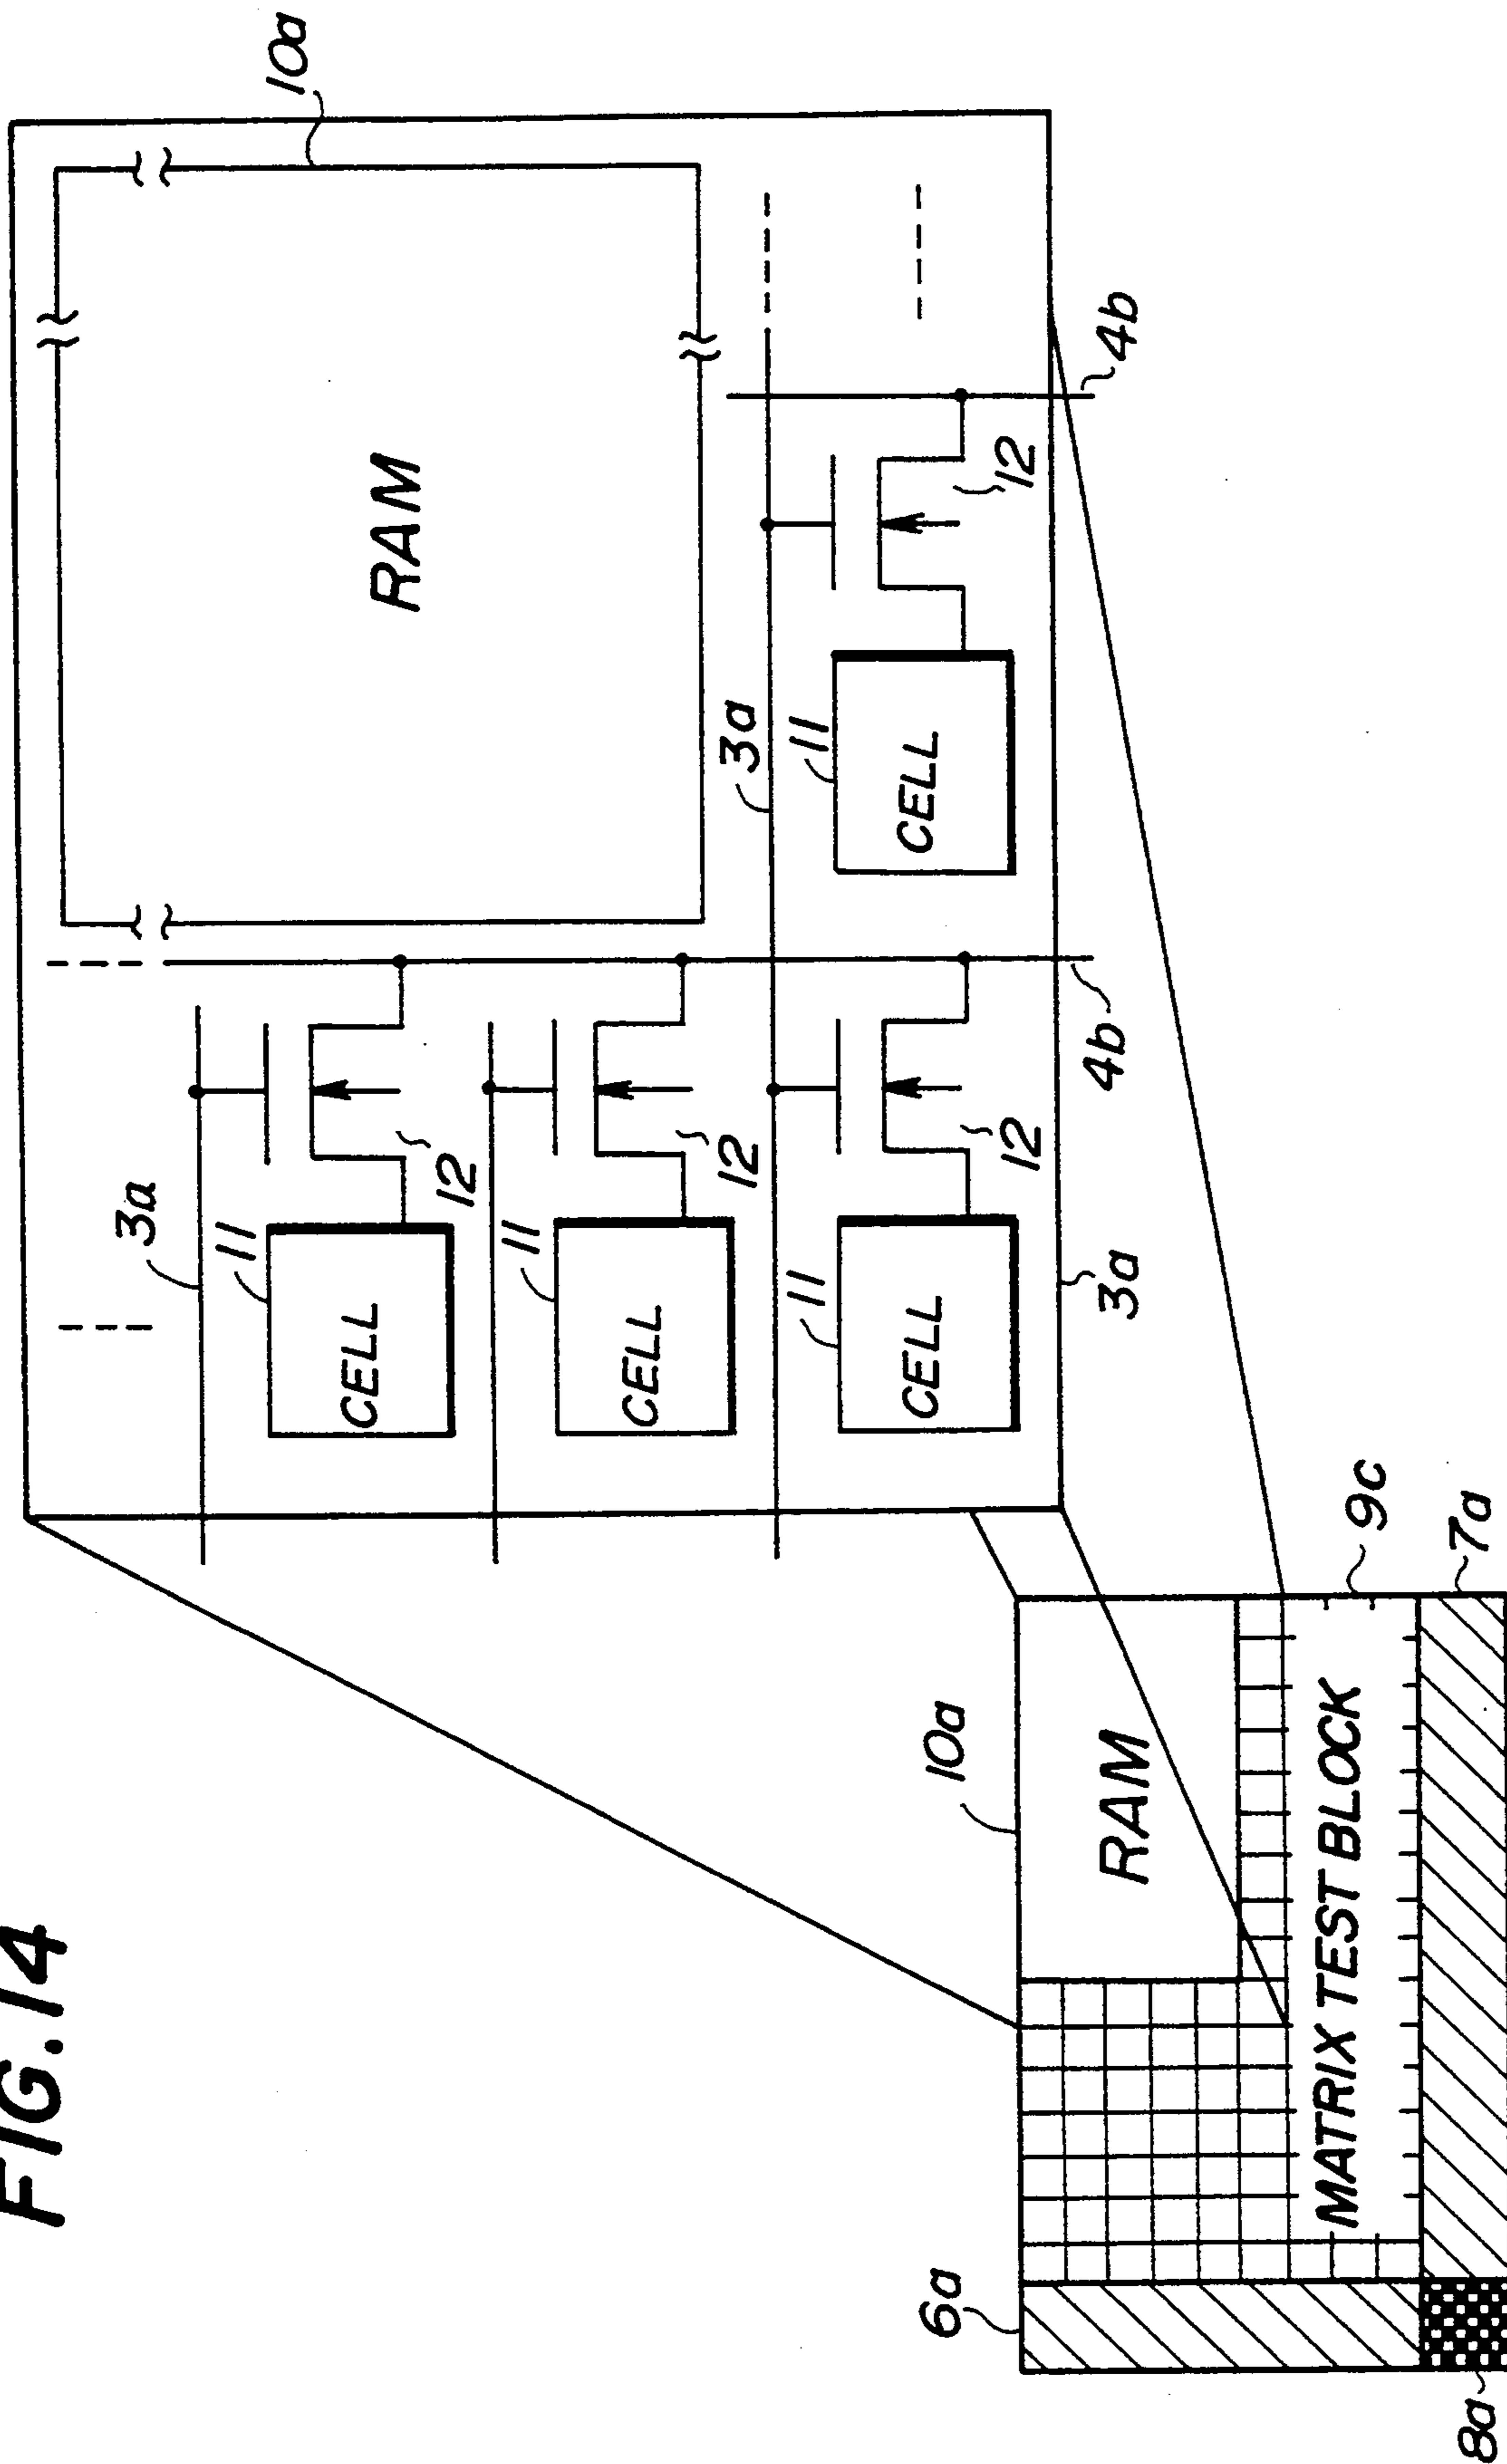 FIG.14
10a
RAM
3a
11
CELL
12
11
CELL
12
3a
11
CELL
12
11
CELL
12
3a
4b
4b
10a
RAM
6a
MATRIX TEST BLOCK
9c
7a
8a